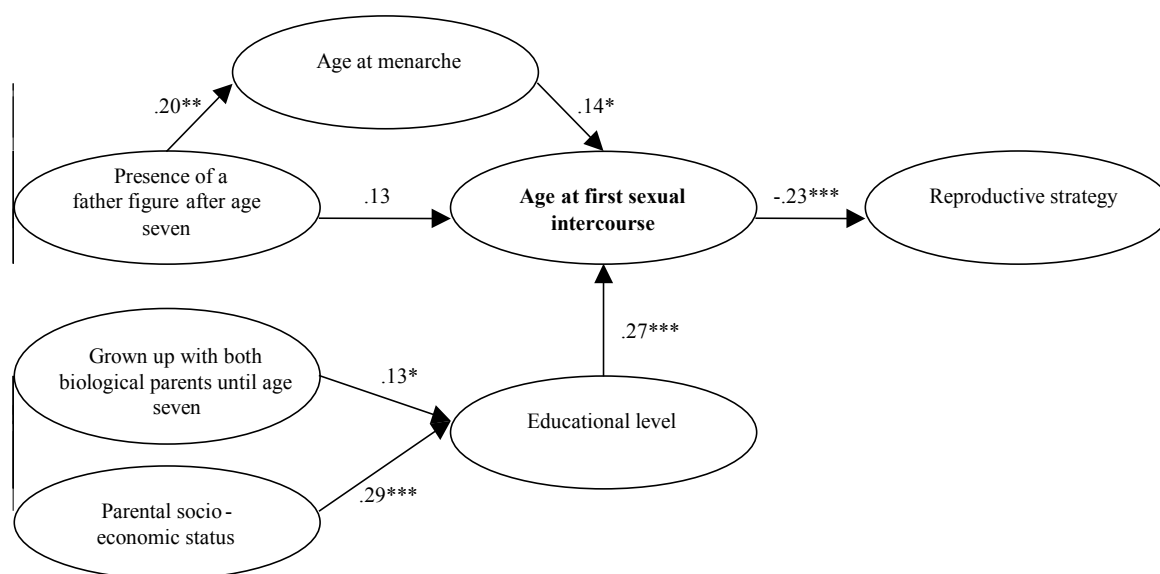 Age at menarche
.20**
.14*
Presence of a
father figure after age
seven
.13
Age at first sexual
intercourse
-.23***
Reproductive strategy
.27***
Grown up with both
biological parents until age
seven
.13*
Educational level
.29***
Parental socio-
economic status